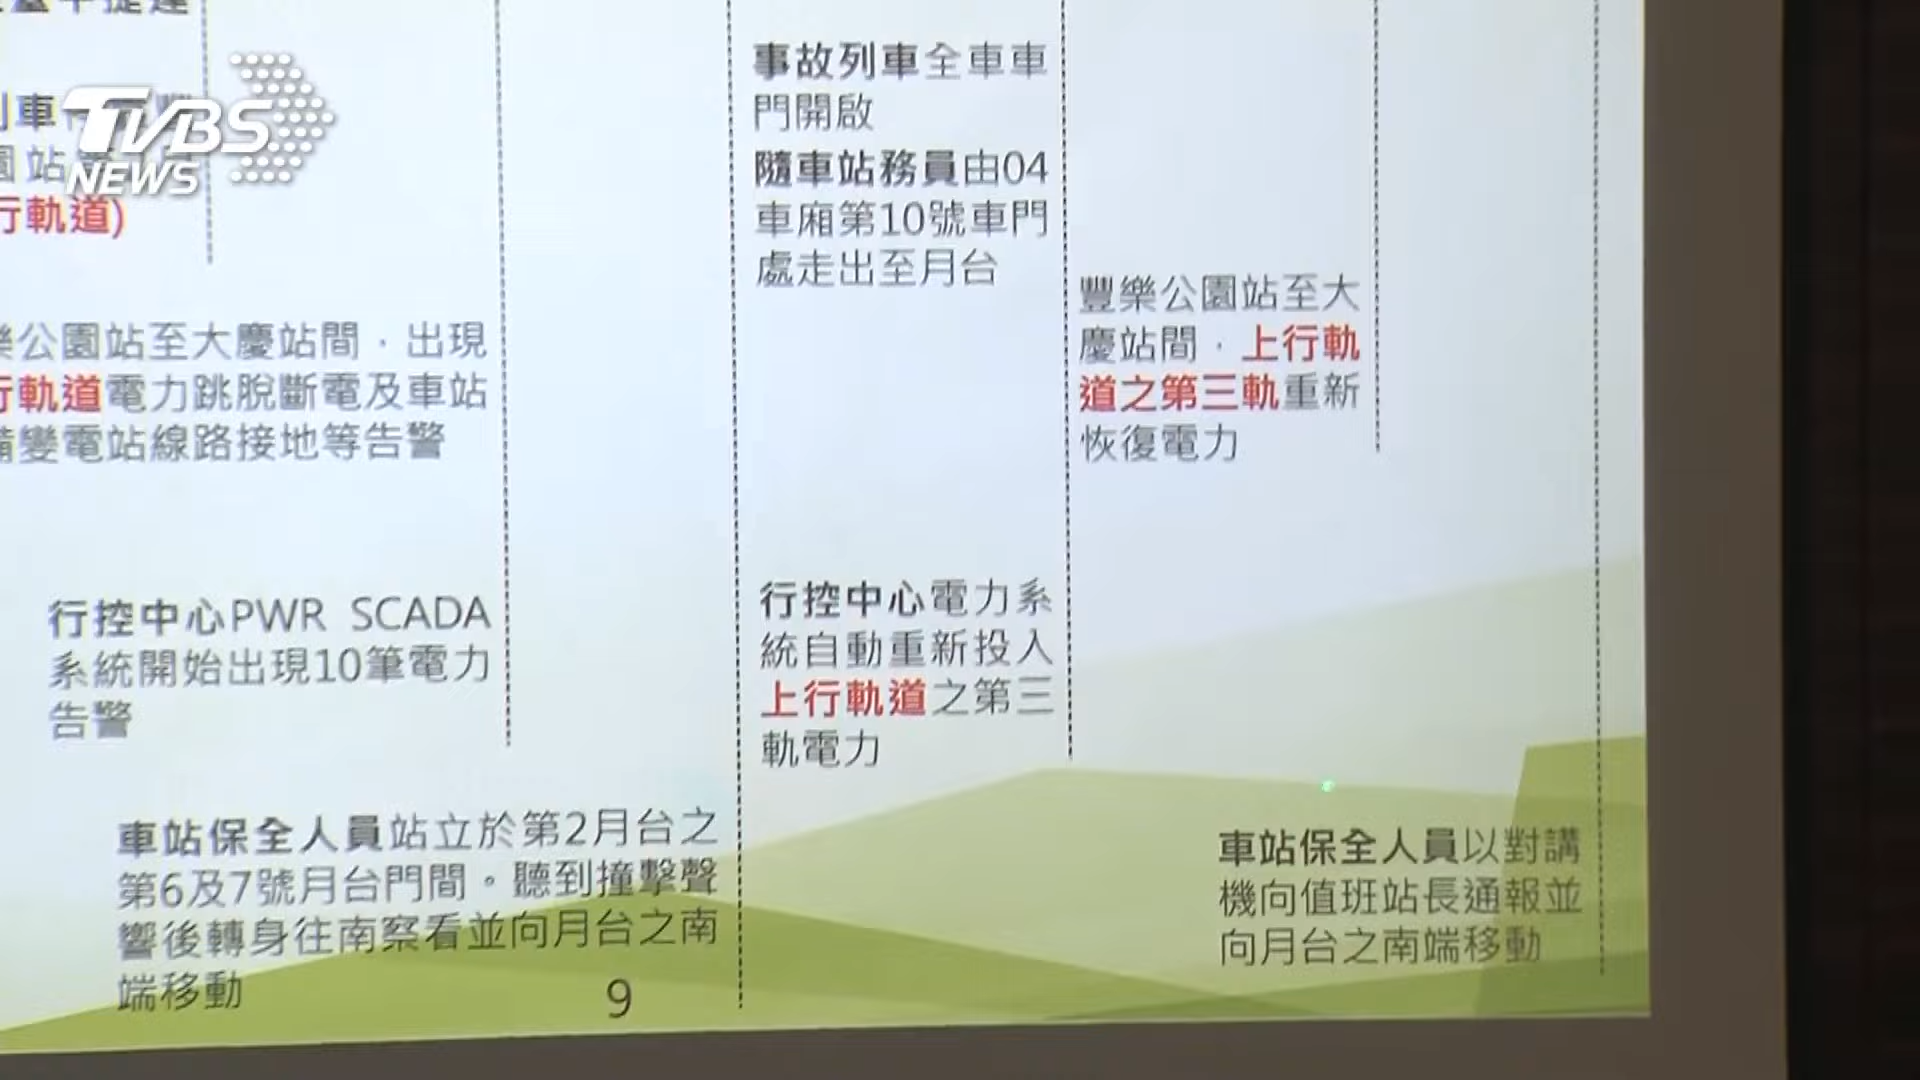 臺中捷運
TVBS
NEWS
列車
園站
行軌道)
事故列車全車車
門開啟
隨車站務員由04
車廂第10號車門
處走出至月台
豐樂公園站至大
慶站間，上行軌
道之第三軌重新
恢復電力
樂公園站至大慶站間，出現
行軌道電力跳脫斷電及車站
備變電站線路接地等告警
行控中心PWR SCADA
系統開始出現10筆電力
告警
行控中心電力系
統自動重新投入
上行軌道之第三
軌電力
車站保全人員站立於第2月台之
第6及7號月台門間。聽到撞擊聲
響後轉身往南察看並向月台之南
端移動
車站保全人員以對講
機向值班站長通報並
向月台之南端移動
9